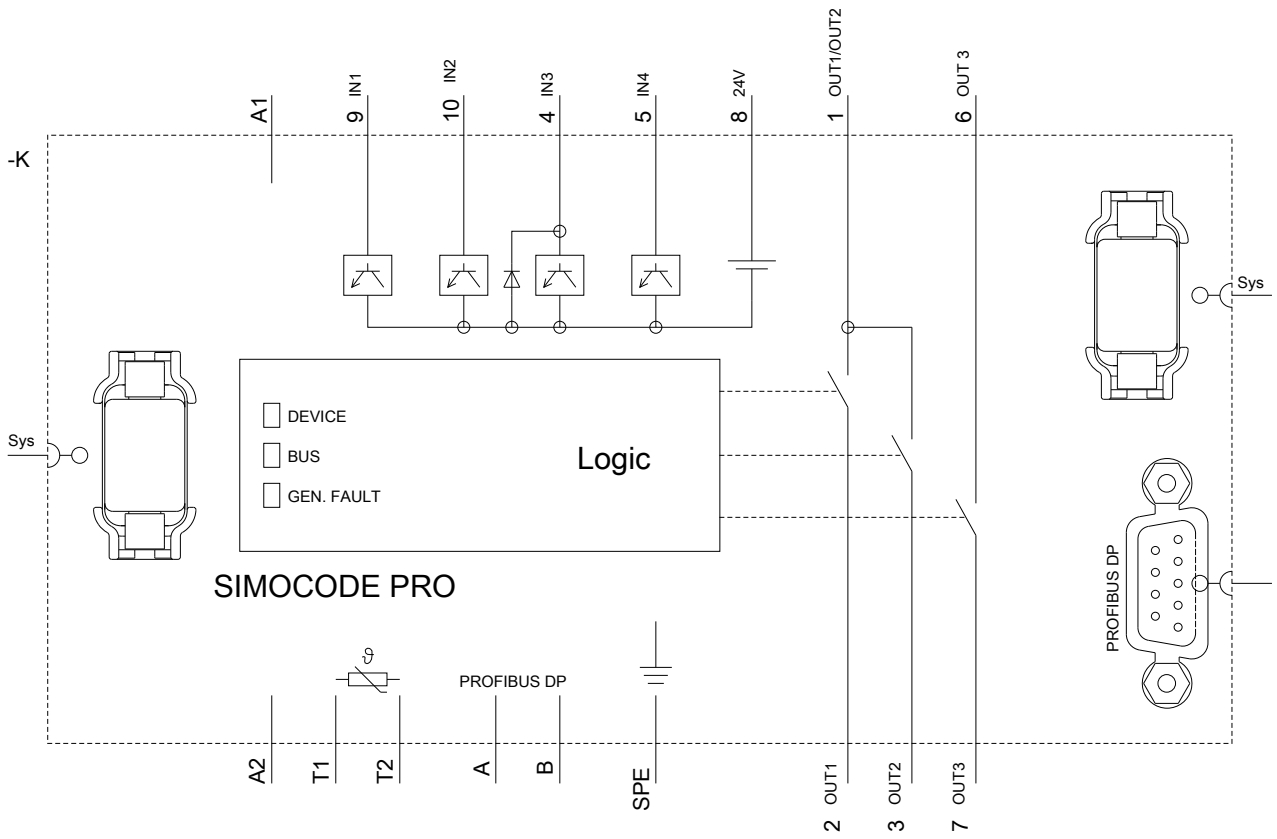 A1
9 IN1
10 IN2
4 IN3
5 IN4
8 24V
1 OUT1/OUT2
6 OUT 3
-K
Sys
Sys
DEVICE
BUS
GEN. FAULT
Logic
SIMOCODE PRO
PROFIBUS DP
ϑ
PROFIBUS DP
A2
T1
T2
A
B
SPE
2 OUT1
3 OUT2
7 OUT3